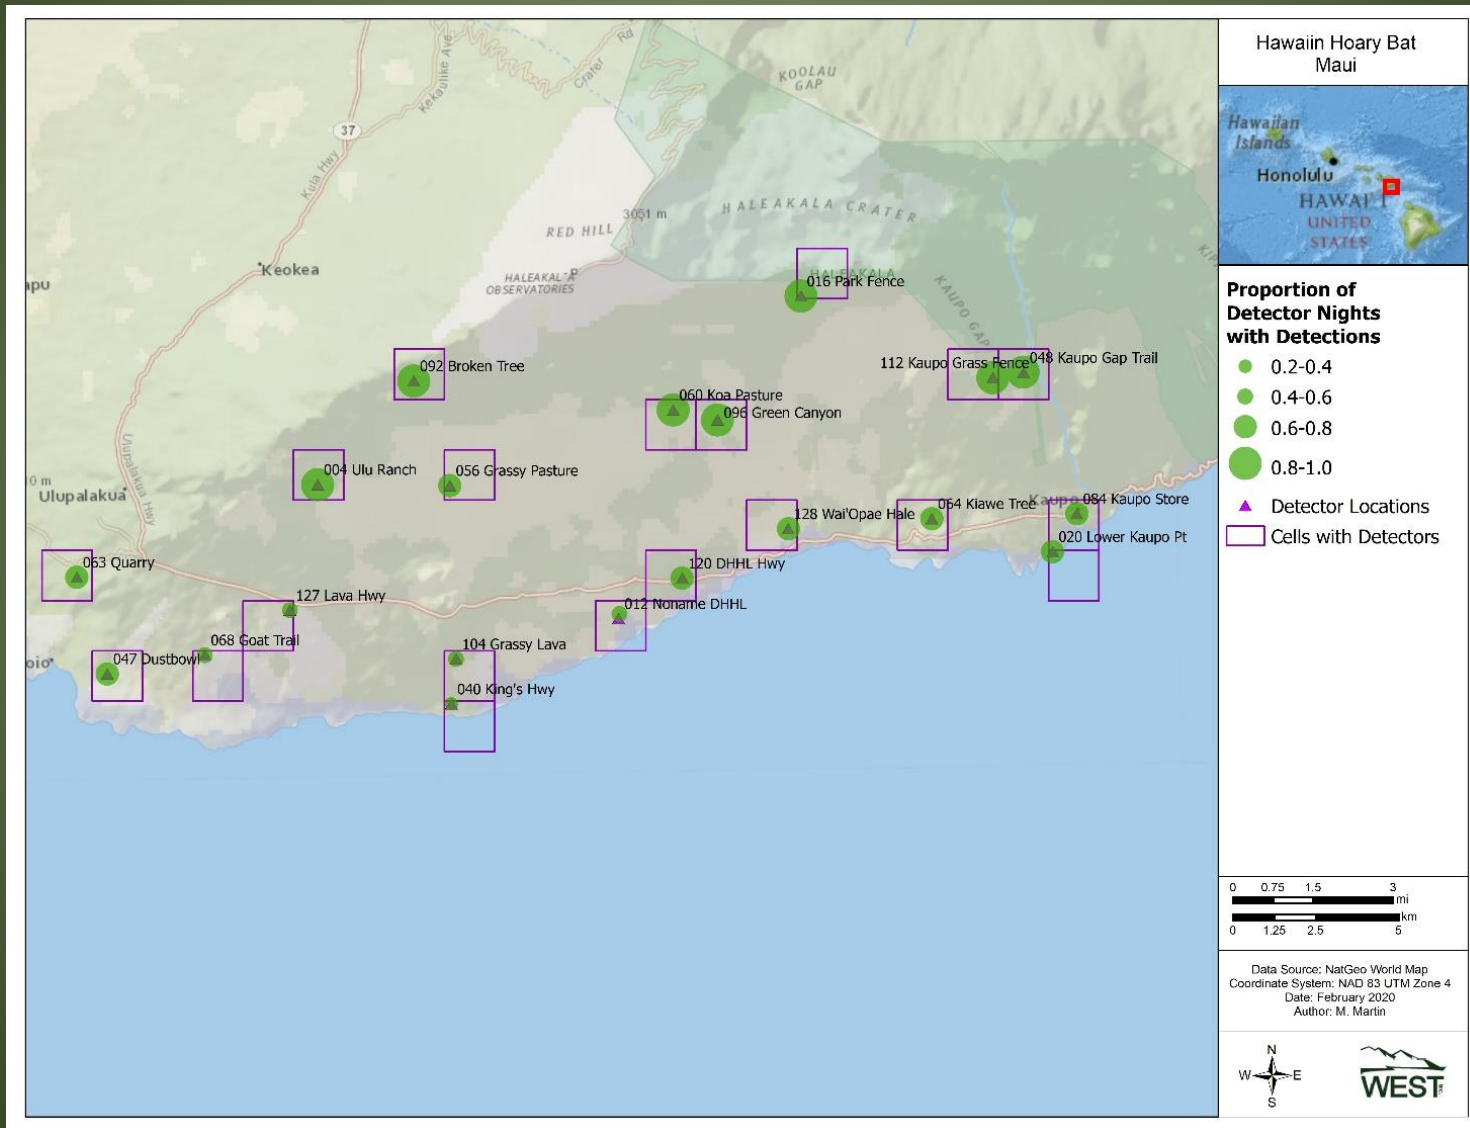 Hawaiin Hoary Bat
Maui
Hawaiian
Islands
Honolulu
HAWAI'I
UNITED
STATES
Proportion of
Detector Nights
with Detections
0.2-0.4
0.4-0.6
0.6-0.8
0.8-1.0
Detector Locations
Cells with Detectors
0 0.75 1.5 3
mi
km
0 1.25 2.5 5
Data Source: NatGeo World Map
Coordinate System: NAD 83 UTM Zone 4
Date: February 2020
Author: M. Martin
N
W E
S
WEST
Kekaulike Ave
Crater Rd
KOOLAU
GAP
37
Kula Hwy
3051 m
HALEAKALA CRATER
RED HILL
Keokea
apu
HALEAKAL-A
OBSERVATORIES
HALEAKALA
016 Park Fence
KAUPO GAP
092 Broken Tree
112 Kaupo Grass Fence
048 Kaupo Gap Trail
060 Koa Pasture
096 Green Canyon
004 Ulu Ranch
056 Grassy Pasture
0 m
Ulupalakua
Ulupalakua Hwy
128 Wai'Opae Hale
064 Kiawe Tree
Kaupo
084 Kaupo Store
020 Lower Kaupo Pt
063 Quarry
120 DHHL Hwy
127 Lava Hwy
012 Noname DHHL
068 Goat Trail
104 Grassy Lava
oio
047 Dustbowl
040 King's Hwy